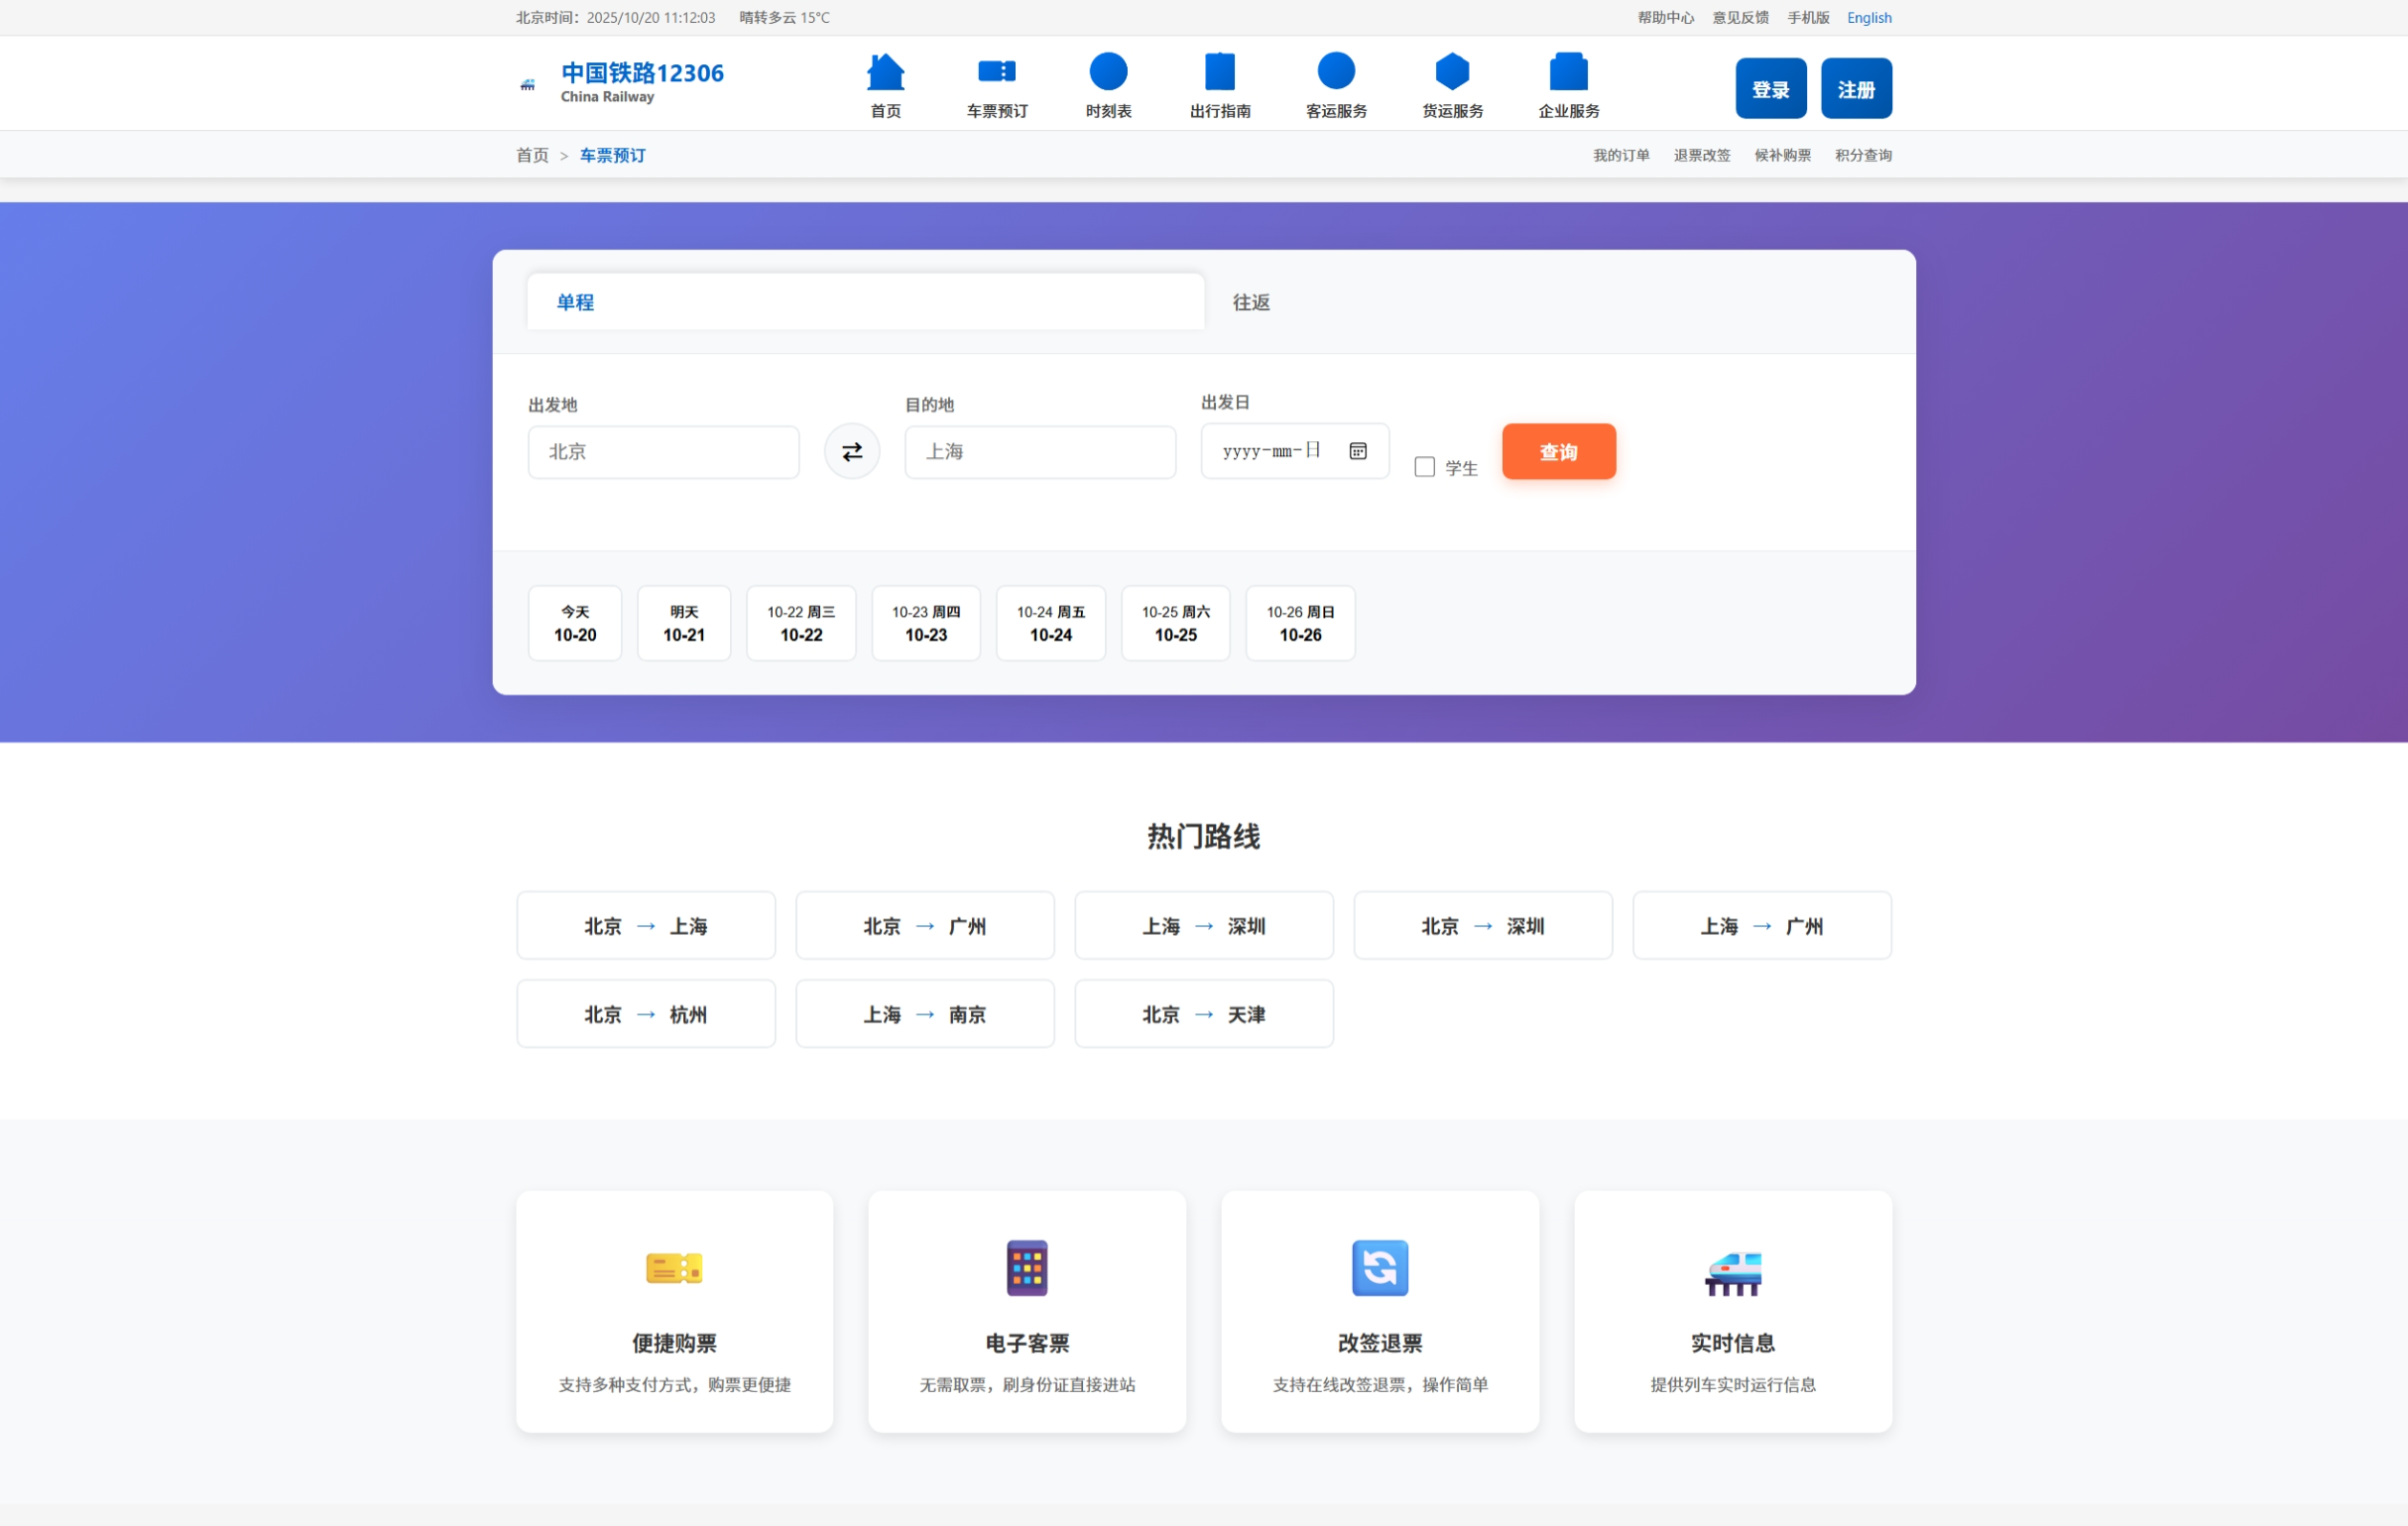 北京时间：2025/10/20 11:12:03 晴转多云 15°C 帮助中心 意见反馈 手机版 English
中国铁路12306
China Railway
首页 车票预订 时刻表 出行指南 客运服务 货运服务 企业服务
登录 注册
首页 > 车票预订 我的订单 退票改签 候补购票 积分查询
单程 往返
出发地 目的地 出发日
北京 ⇄ 上海 yyyy-mm-日 学生 查询
今天 明天 10-22 周三 10-23 周四 10-24 周五 10-25 周六 10-26 周日
10-20 10-21 10-22 10-23 10-24 10-25 10-26
热门路线
北京 → 上海 北京 → 广州 上海 → 深圳 北京 → 深圳 上海 → 广州
北京 → 杭州 上海 → 南京 北京 → 天津
便捷购票 电子客票 改签退票 实时信息
支持多种支付方式，购票更便捷 无需取票，刷身份证直接进站 支持在线改签退票，操作简单 提供列车实时运行信息